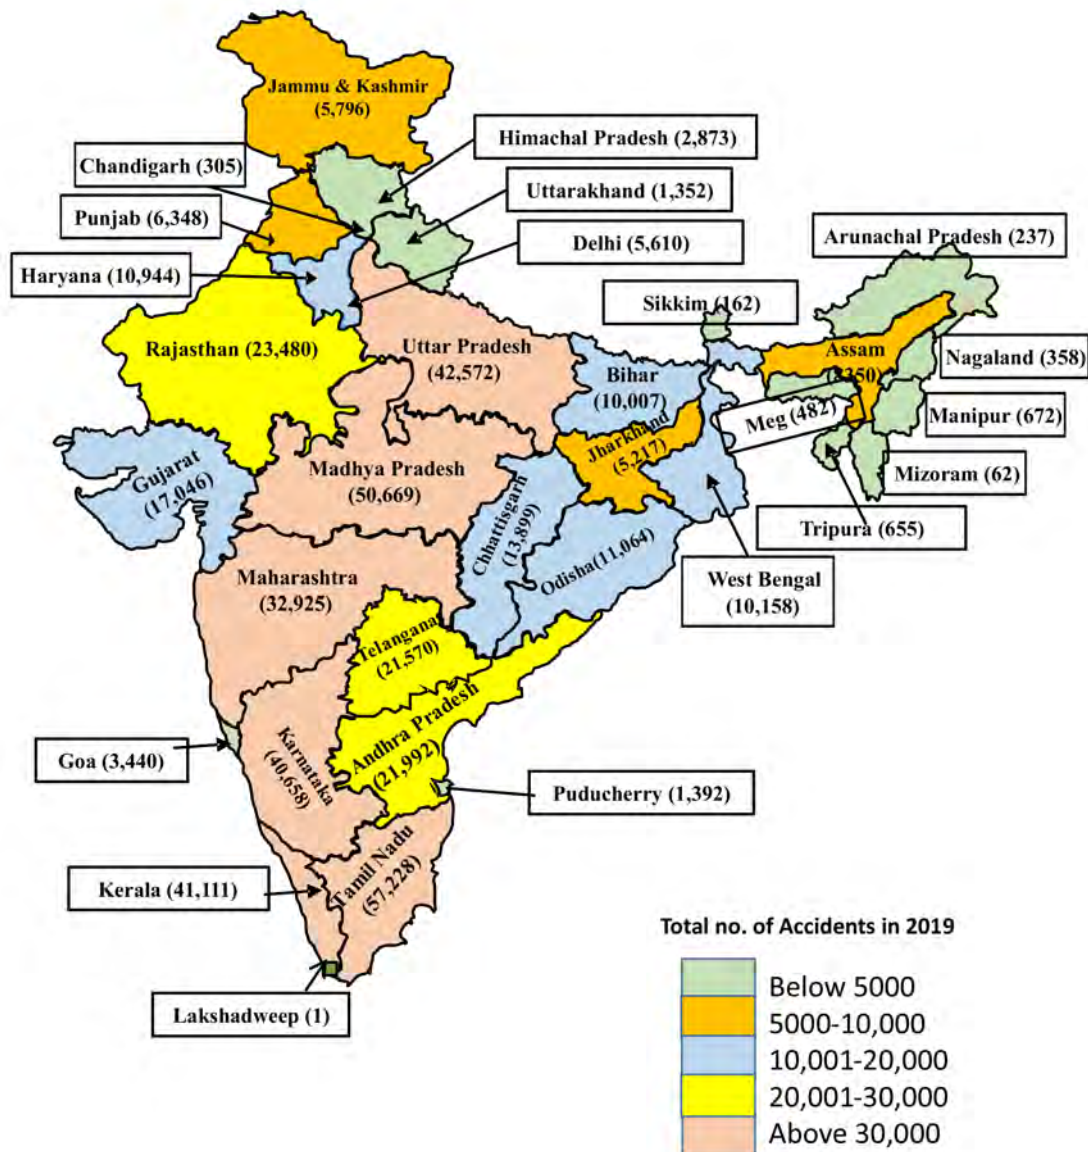 Jammu & Kashmir
(5,796)
Himachal Pradesh (2,873)
Chandigarh (305)
Uttarakhand (1,352)
Punjab (6,348)
Delhi (5,610)
Arunachal Pradesh (237)
Haryana (10,944)
Sikkim (162)
Rajasthan (23,480)
Uttar Pradesh
(42,572)
Assam
(8350)
Nagaland (358)
Bihar
(10,007)
Meg (482)
Manipur (672)
Jharkhand
(5,217)
Gujarat
(17,046)
Madhya Pradesh
(50,669)
Mizoram (62)
Chhattisgarh
(13,899)
Tripura (655)
Odisha(11,064)
West Bengal
(10,158)
Maharashtra
(32,925)
Telangana
(21,570)
Andhra Pradesh
(21,992)
Karnataka
(40,658)
Goa (3,440)
Puducherry (1,392)
Tamil Nadu
(57,228)
Kerala (41,111)
Lakshadweep (1)
Total no. of Accidents in 2019
Below 5000
5000-10,000
10,001-20,000
20,001-30,000
Above 30,000